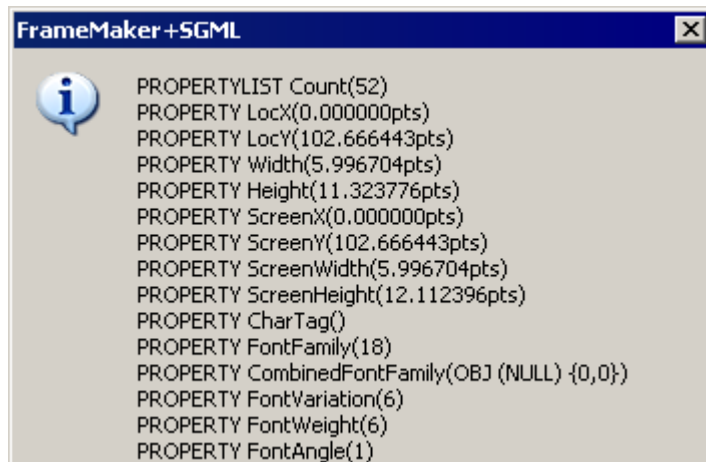 FrameMaker+SGML
PROPERTYLIST Count(52)
PROPERTY LocX(0.000000pts)
PROPERTY LocY(102.666443pts)
PROPERTY Width(5.996704pts)
PROPERTY Height(11.323776pts)
PROPERTY ScreenX(0.000000pts)
PROPERTY ScreenY(102.666443pts)
PROPERTY ScreenWidth(5.996704pts)
PROPERTY ScreenHeight(12.112396pts)
PROPERTY CharTag()
PROPERTY FontFamily(18)
PROPERTY CombinedFontFamily(OBJ (NULL) {0,0})
PROPERTY FontVariation(6)
PROPERTY FontWeight(6)
PROPERTY FontAngle(1)